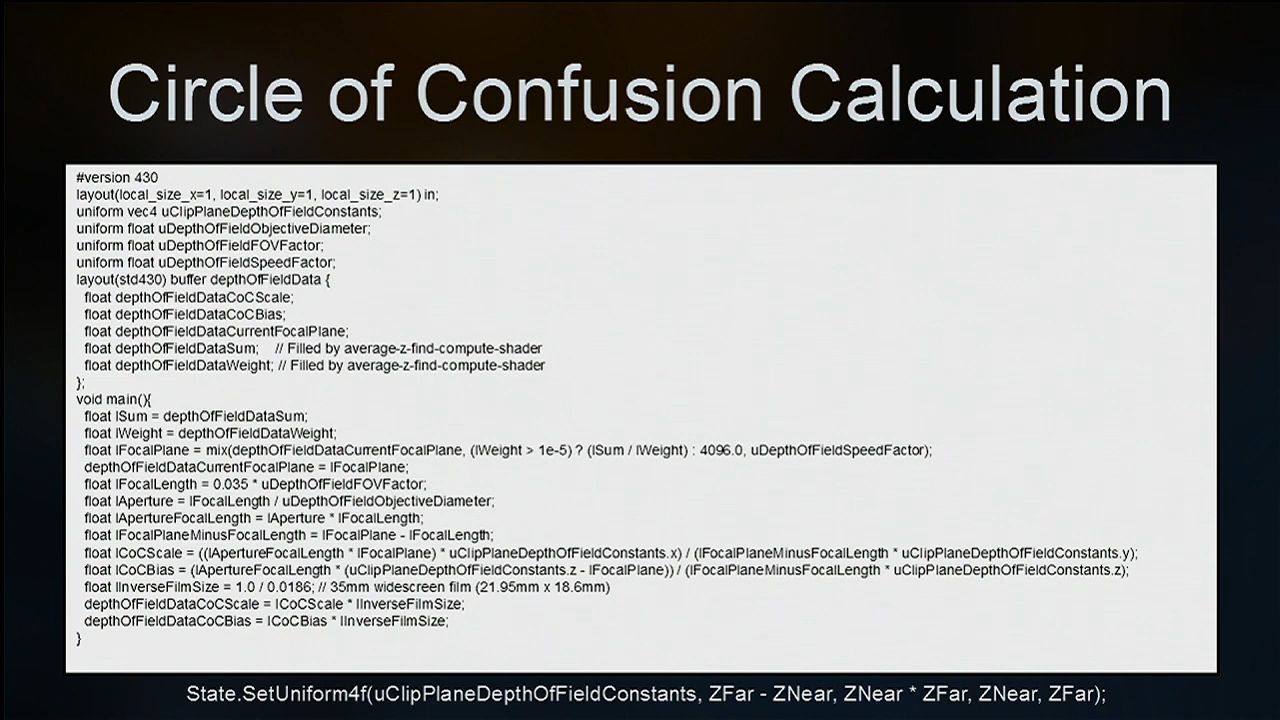 Circle of Confusion Calculation
#version 430
layout(local_size_x=1, local_size_y=1, local_size_z=1) in;
uniform vec4 uClipPlaneDepthOfFieldConstants;
uniform float uDepthOfFieldObjectiveDiameter;
uniform float uDepthOfFieldFOVFactor;
uniform float uDepthOfFieldSpeedFactor;
layout(std430) buffer depthOfFieldData {
float depthOfFieldDataCoCScale;
float depthOfFieldDataCoCBias;
float depthOfFieldDataCurrentFocalPlane;
float depthOfFieldDataSum; // Filled by average-z-find-compute-shader
float depthOfFieldDataWeight; // Filled by average-z-find-compute-shader
};
void main(){
float lSum = depthOfFieldDataSum;
float lWeight = depthOfFieldDataWeight;
float lFocalPlane = mix(depthOfFieldDataCurrentFocalPlane, (lWeight > 1e-5) ? (lSum / lWeight) : 4096.0, uDepthOfFieldSpeedFactor);
depthOfFieldDataCurrentFocalPlane = lFocalPlane;
float lFocalLength = 0.035 * uDepthOfFieldFOVFactor;
float lAperture = lFocalLength / uDepthOfFieldObjectiveDiameter;
float lApertureFocalLength = lAperture * lFocalLength;
float lFocalPlaneMinusFocalLength = lFocalPlane - lFocalLength;
float lCoCScale = ((lApertureFocalLength * lFocalPlane) * uClipPlaneDepthOfFieldConstants.x) / (lFocalPlaneMinusFocalLength * uClipPlaneDepthOfFieldConstants.y);
float lCoCBias = (lApertureFocalLength * (uClipPlaneDepthOfFieldConstants.z - lFocalPlane)) / (lFocalPlaneMinusFocalLength * uClipPlaneDepthOfFieldConstants.z);
float lInverseFilmSize = 1.0 / 0.0186; // 35mm widescreen film (21.95mm x 18.6mm)
depthOfFieldDataCoCScale = lCoCScale * lInverseFilmSize;
depthOfFieldDataCoCBias = lCoCBias * lInverseFilmSize;
}
State.SetUniform4f(uClipPlaneDepthOfFieldConstants, ZFar - ZNear, ZNear * ZFar, ZNear, ZFar);